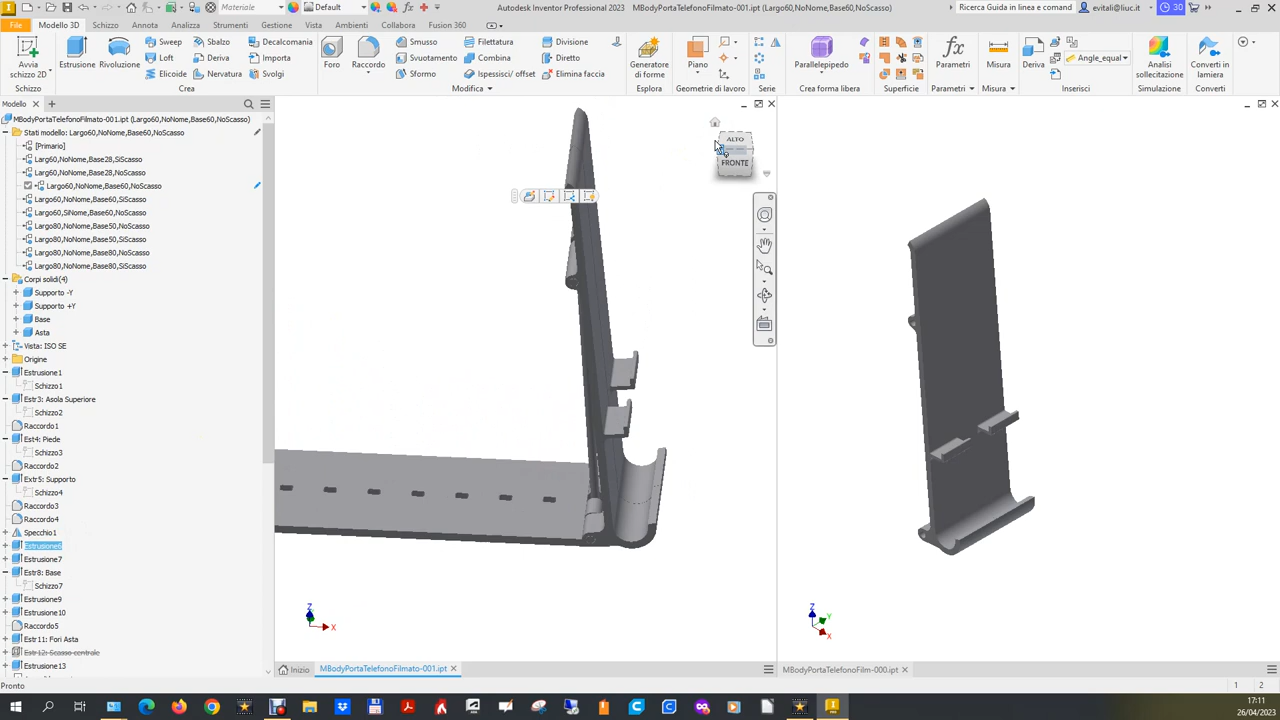 Materiale
Default
Autodesk Inventor Professional 2023 MBodyPortaTelefonoFilmato-001.ipt (Largo60,NoNome,Base60,NoScasso)
Ricerca Guida in linea e comand
evitali@liuc.it
30
File Modello 3D Schizzo Annota Analizza Strumenti Gestione Vista Ambienti Collabora Fusion 360
Avvia schizzo 2D
Estrusione
Rivoluzione
Sweep
Loft
Elicoide
Sbalzo
Deriva
Nervatura
Decalcomania
Importa
Svolgi
Crea
Foro
Raccordo
Smusso
Svuotamento
Sformo
Filettatura
Combina
Ispessisci/ offset
Divisione
Diretto
Elimina faccia
Modifica
Generatore di forme
Esplora
Piano
Geometrie di lavoro
Serie
Parallelepipedo
Crea forma libera
Superficie
fx
Parametri
Parametri
Misura
Misura
Deriva
Angle_equal
Inserisci
Analisi sollecitazione
Simulazione
Converti in lamiera
Converti
Modello
MBodyPortaTelefonoFilmato-001.ipt (Largo60,NoNome,Base60,NoScasso)
Stati modello: Largo60,NoNome,Base60,NoScasso
[Primario]
Largo60,NoNome,Base28,SiScasso
Largo60,NoNome,Base28,NoScasso
Largo60,NoNome,Base60,NoScasso
Largo60,NoNome,Base60,SiScasso
Largo60,SiNome,Base60,NoScasso
Largo80,NoNome,Base50,NoScasso
Largo80,NoNome,Base50,SiScasso
Largo80,NoNome,Base80,NoScasso
Largo80,NoNome,Base80,SiScasso
Corpi solidi(4)
Supporto -Y
Supporto +Y
Base
Asta
Vista: ISO SE
Origine
Estrusione1
Schizzo1
Estr3: Asola Superiore
Schizzo2
Raccordo1
Est4: Piede
Schizzo3
Raccordo2
Extr5: Supporto
Schizzo4
Raccordo3
Raccordo4
Specchio1
Estrusione6
Estrusione7
Estr8: Base
Schizzo7
Estrusione9
Estrusione10
Raccordo5
Estr11: Fori Asta
Estr12: Scasso centrale
Estrusione13
ALTO
FRONTE
Z
X
Z
Y
X
Inizio
MBodyPortaTelefonoFilmato-001.ipt
MBodyPortaTelefonoFilm-000.ipt
Pronto
1 2
17:11
26/04/2023